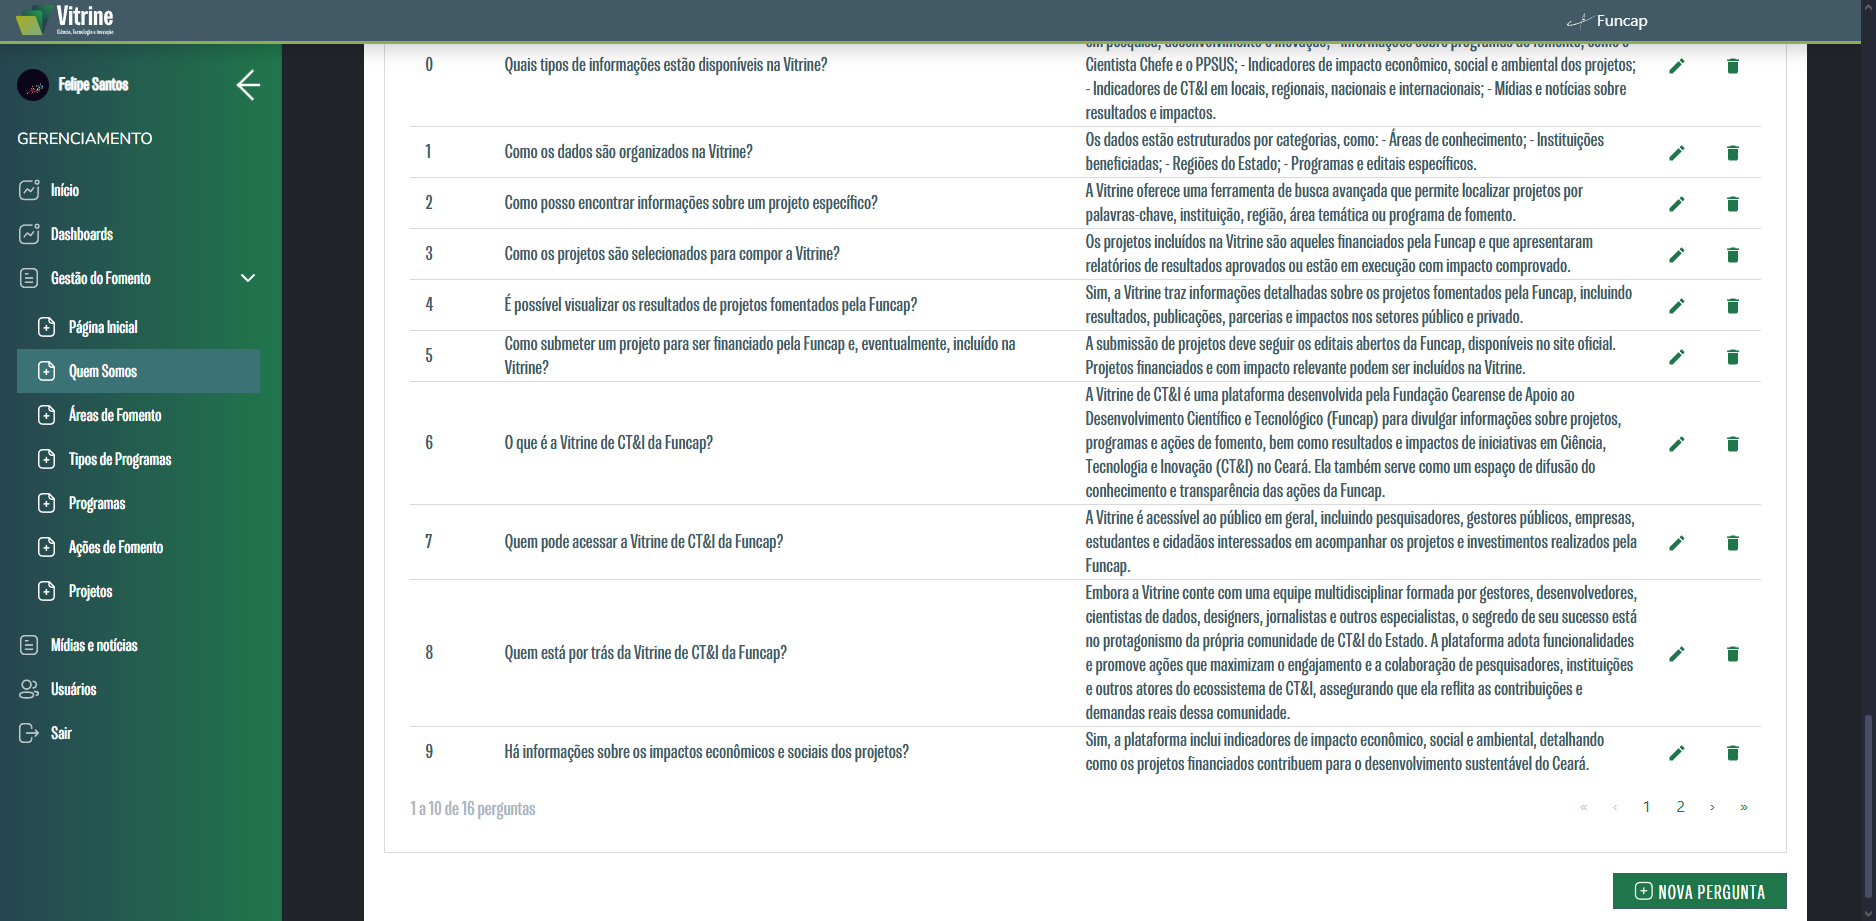 Vitrine
Ciência, Tecnologia e Inovação
Funcap
Felipe Santos
GERENCIAMENTO
Início
Dashboards
Gestão do Fomento
Página Inicial
Quem Somos
Áreas de Fomento
Tipos de Programas
Programas
Ações de Fomento
Projetos
Mídias e notícias
Usuários
Sair
em pesquisa, desenvolvimento e inovação; - Informações sobre programas de fomento, como o
0 Quais tipos de informações estão disponíveis na Vitrine? Cientista Chefe e o PPSUS; - Indicadores de impacto econômico, social e ambiental dos projetos;
- Indicadores de CT&I em locais, regionais, nacionais e internacionais; - Mídias e notícias sobre
resultados e impactos.
1 Como os dados são organizados na Vitrine? Os dados estão estruturados por categorias, como: - Áreas de conhecimento; - Instituições
beneficiadas; - Regiões do Estado; - Programas e editais específicos.
2 Como posso encontrar informações sobre um projeto específico? A Vitrine oferece uma ferramenta de busca avançada que permite localizar projetos por
palavras-chave, instituição, região, área temática ou programa de fomento.
3 Como os projetos são selecionados para compor a Vitrine? Os projetos incluídos na Vitrine são aqueles financiados pela Funcap e que apresentaram
relatórios de resultados aprovados ou estão em execução com impacto comprovado.
4 É possível visualizar os resultados de projetos fomentados pela Funcap? Sim, a Vitrine traz informações detalhadas sobre os projetos fomentados pela Funcap, incluindo
resultados, publicações, parcerias e impactos nos setores público e privado.
5 Como submeter um projeto para ser financiado pela Funcap e, eventualmente, incluído na
Vitrine? A submissão de projetos deve seguir os editais abertos da Funcap, disponíveis no site oficial.
Projetos financiados e com impacto relevante podem ser incluídos na Vitrine.
6 O que é a Vitrine de CT&I da Funcap? A Vitrine de CT&I é uma plataforma desenvolvida pela Fundação Cearense de Apoio ao
Desenvolvimento Científico e Tecnológico (Funcap) para divulgar informações sobre projetos,
programas e ações de fomento, bem como resultados e impactos de iniciativas em Ciência,
Tecnologia e Inovação (CT&I) no Ceará. Ela também serve como um espaço de difusão do
conhecimento e transparência das ações da Funcap.
7 Quem pode acessar a Vitrine de CT&I da Funcap? A Vitrine é acessível ao público em geral, incluindo pesquisadores, gestores públicos, empresas,
estudantes e cidadãos interessados em acompanhar os projetos e investimentos realizados pela
Funcap.
8 Quem está por trás da Vitrine de CT&I da Funcap? Embora a Vitrine conte com uma equipe multidisciplinar formada por gestores, desenvolvedores,
cientistas de dados, designers, jornalistas e outros especialistas, o segredo de seu sucesso está
no protagonismo da própria comunidade de CT&I do Estado. A plataforma adota funcionalidades
e promove ações que maximizam o engajamento e a colaboração de pesquisadores, instituições
e outros atores do ecossistema de CT&I, assegurando que ela reflita as contribuições e
demandas reais dessa comunidade.
9 Há informações sobre os impactos econômicos e sociais dos projetos? Sim, a plataforma inclui indicadores de impacto econômico, social e ambiental, detalhando
como os projetos financiados contribuem para o desenvolvimento sustentável do Ceará.
1 a 10 de 16 perguntas
« ‹ 1 2 › »
NOVA PERGUNTA